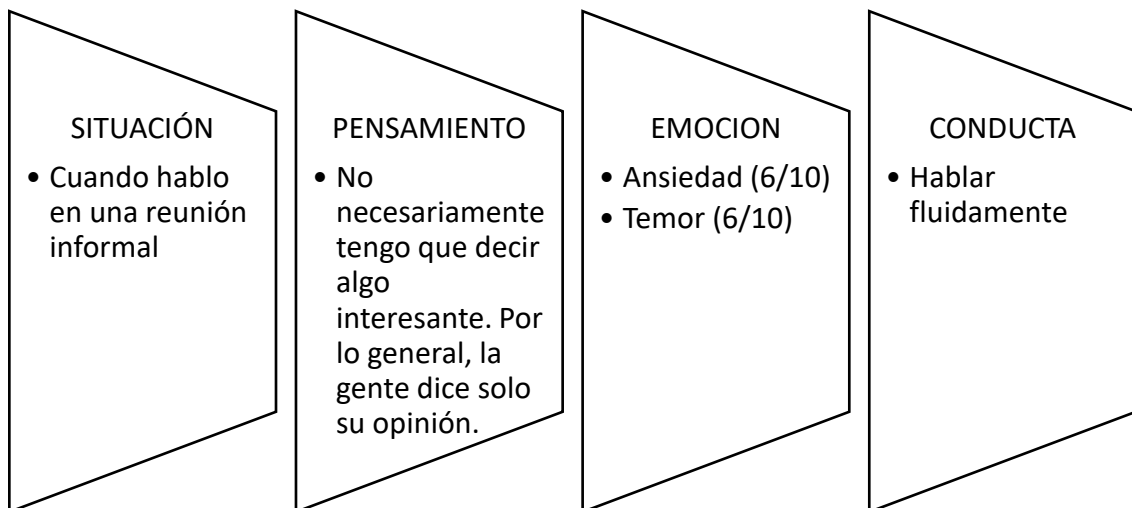 SITUACIÓN
• Cuando hablo
en una reunión
informal
PENSAMIENTO
• No
necesariamente
tengo que decir
algo
interesante. Por
lo general, la
gente dice solo
su opinión.
EMOCION
• Ansiedad (6/10)
• Temor (6/10)
CONDUCTA
• Hablar
fluidamente